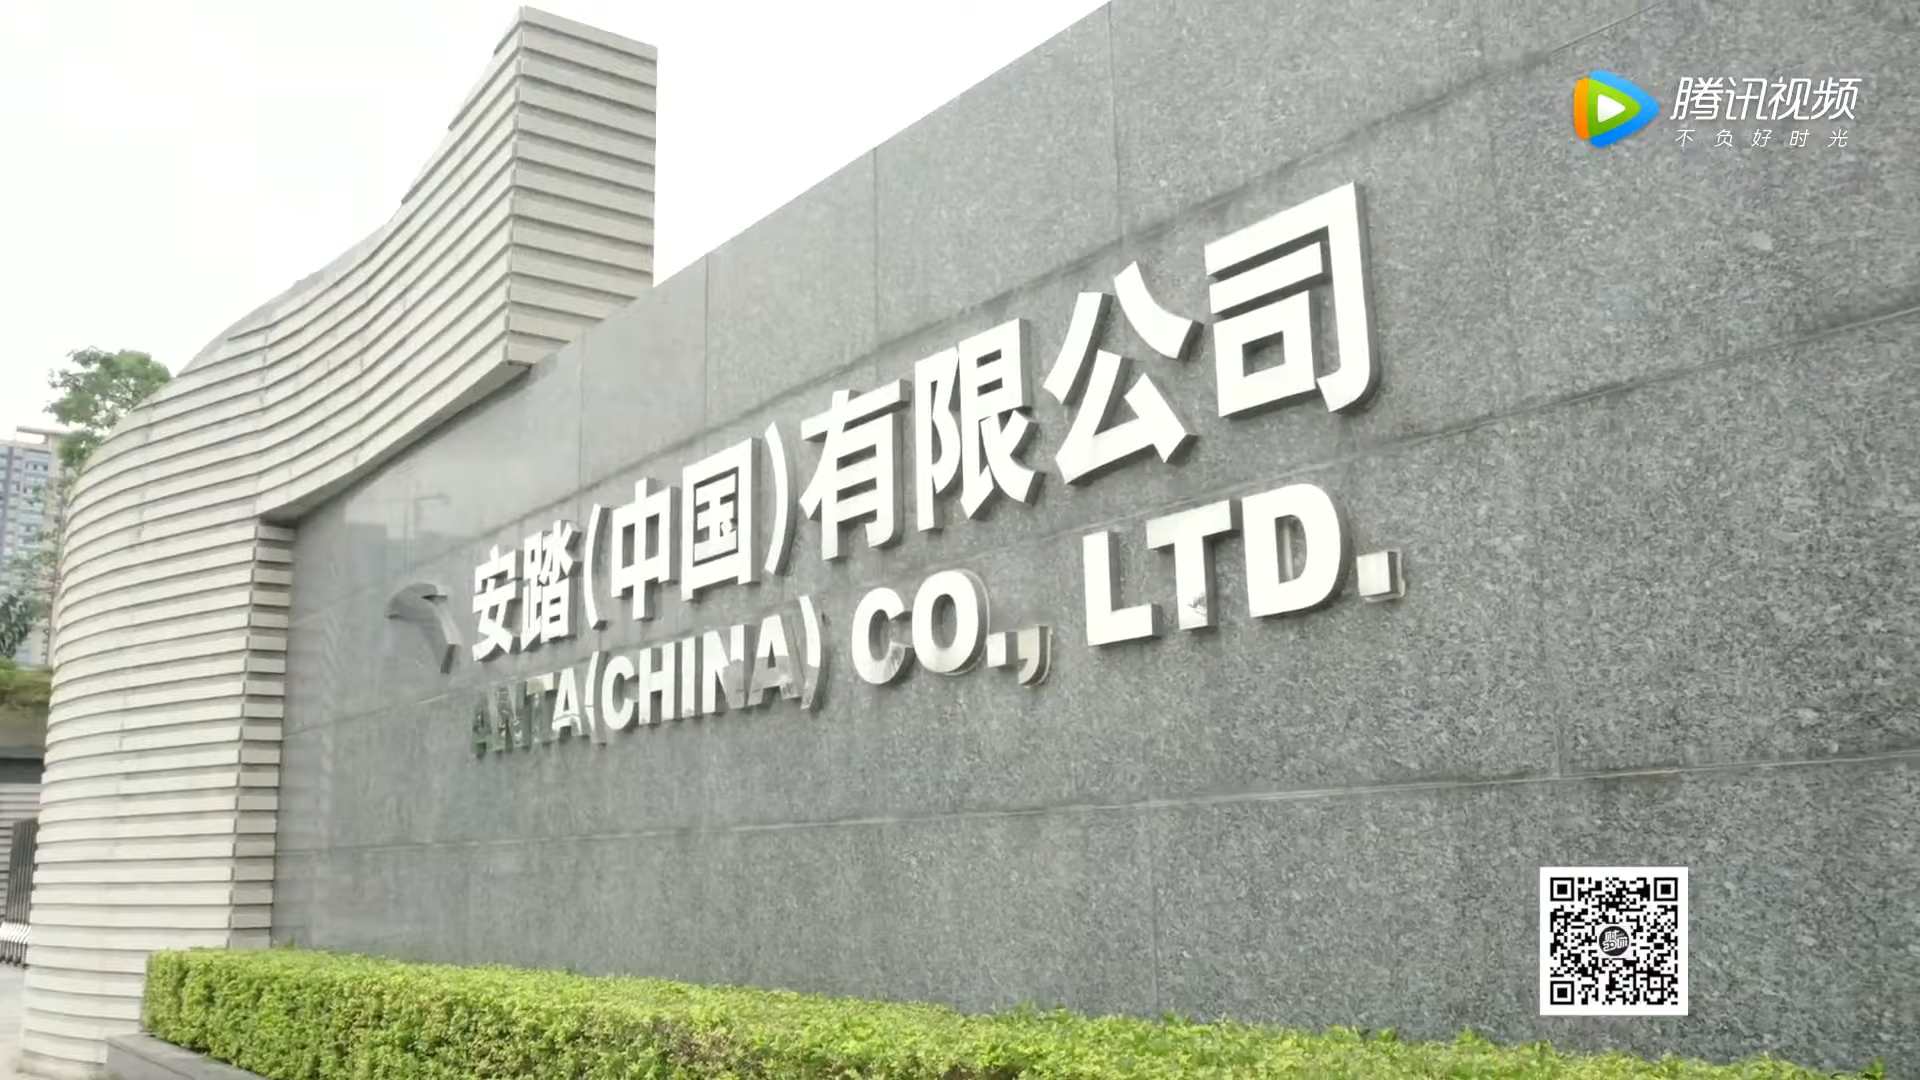 腾讯视频
不负好时光
安踏(中国)有限公司
ANTA(CHINA) CO., LTD.